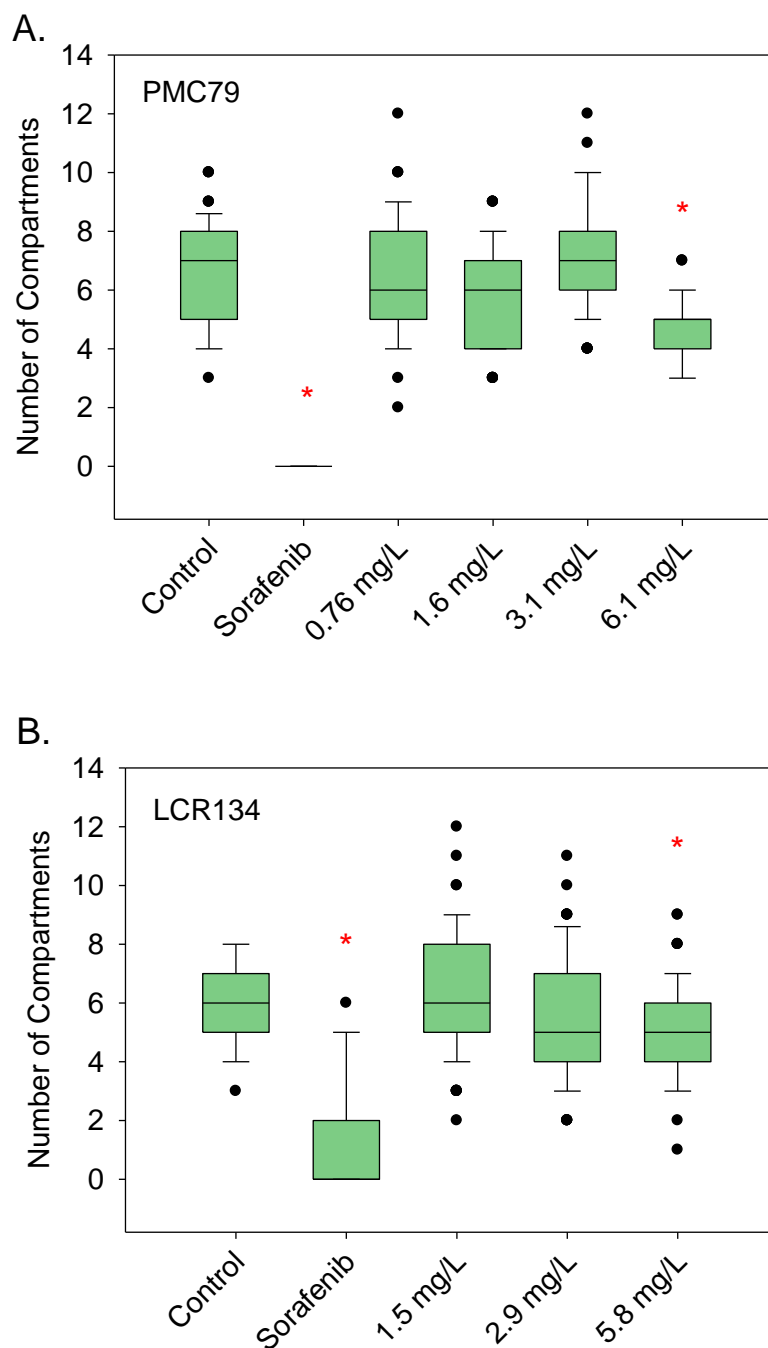 A.
14
PMC79
12
10
8
6
4
2
0
Number of Compartments
*
*
Control
Sorafenib
0.76 mg/L
1.6 mg/L
3.1 mg/L
6.1 mg/L
B.
14
LCR134
12
10
8
6
4
2
0
Number of Compartments
*
*
Control
Sorafenib
1.5 mg/L
2.9 mg/L
5.8 mg/L